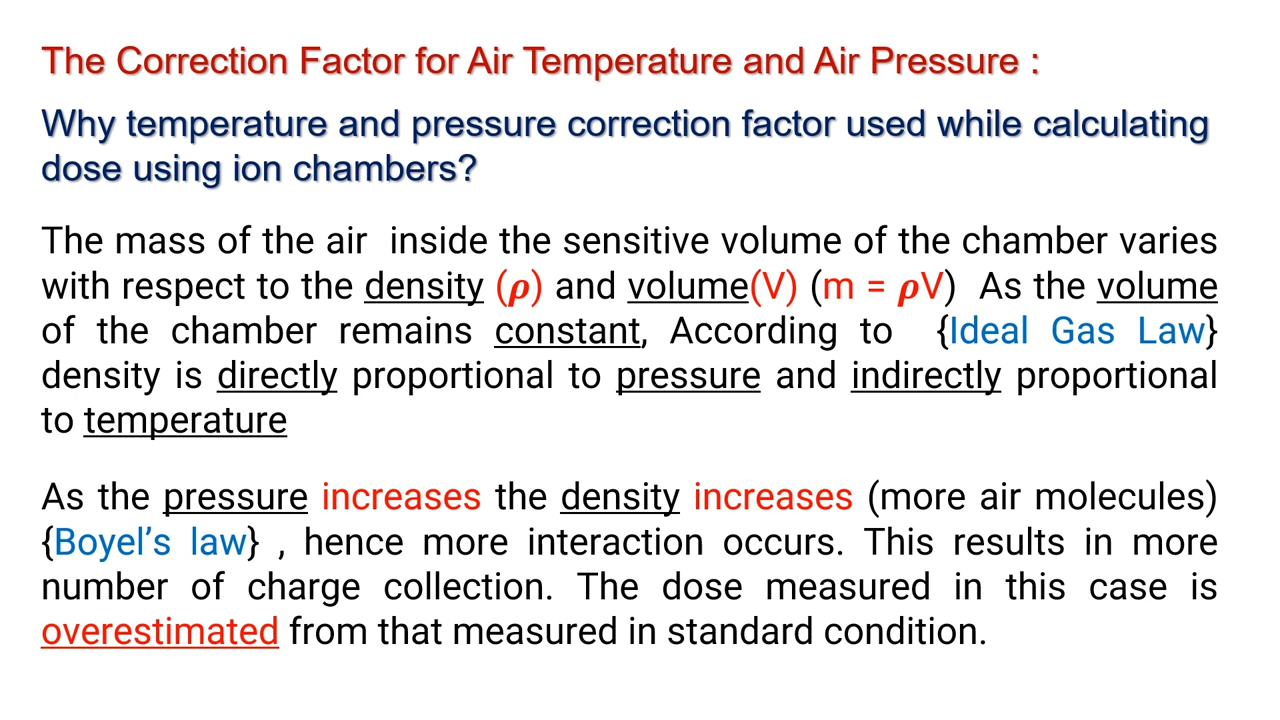 The Correction Factor for Air Temperature and Air Pressure :
Why temperature and pressure correction factor used while calculating
dose using ion chambers?
The mass of the air inside the sensitive volume of the chamber varies
with respect to the density (ρ) and volume(V) (m = ρV) As the volume
of the chamber remains constant, According to {Ideal Gas Law}
density is directly proportional to pressure and indirectly proportional
to temperature
As the pressure increases the density increases (more air molecules)
{Boyel’s law} , hence more interaction occurs. This results in more
number of charge collection. The dose measured in this case is
overestimated from that measured in standard condition.